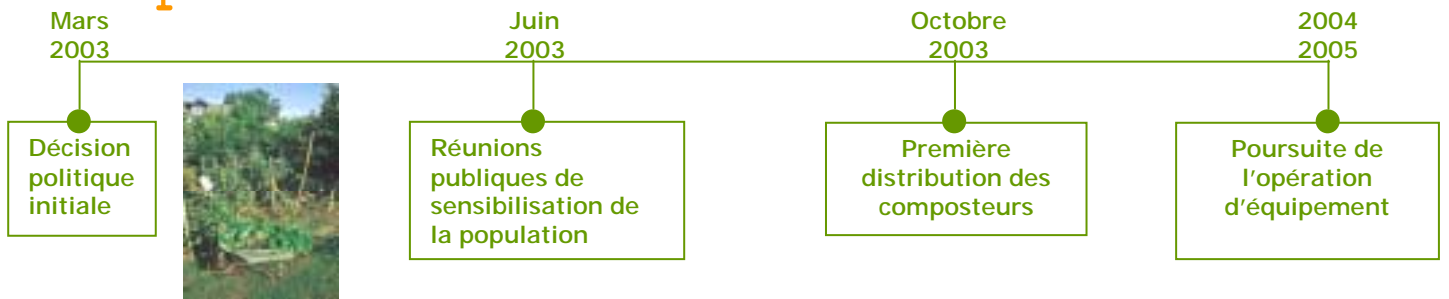 Mars
2003
Juin
2003
Octobre
2003
2004
2005
Décision
politique
initiale
Réunions
publiques de
sensibilisation de
la population
Première
distribution des
composteurs
Poursuite de
l'opération
d'équipement